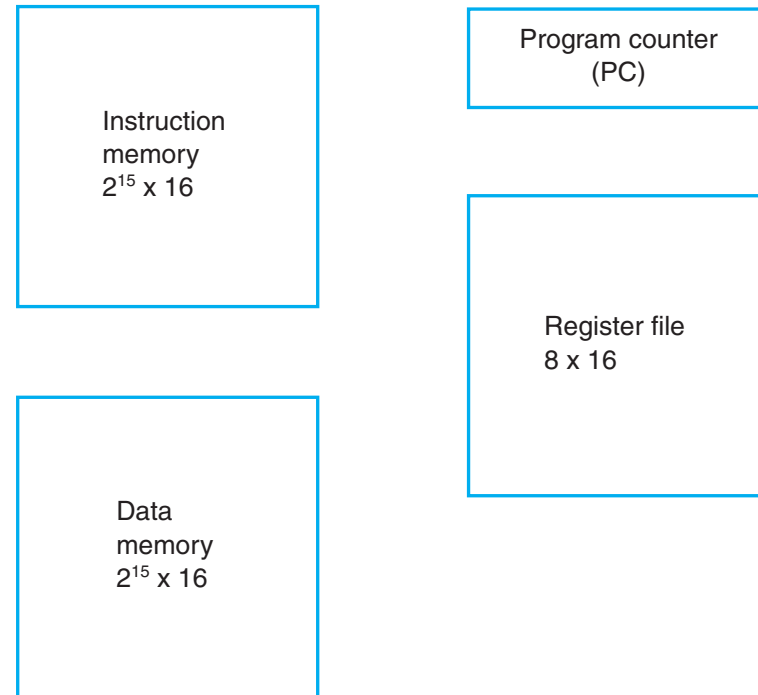 Instruction
memory
2¹⁵ x 16
Program counter
(PC)
Register file
8 x 16
Data
memory
2¹⁵ x 16